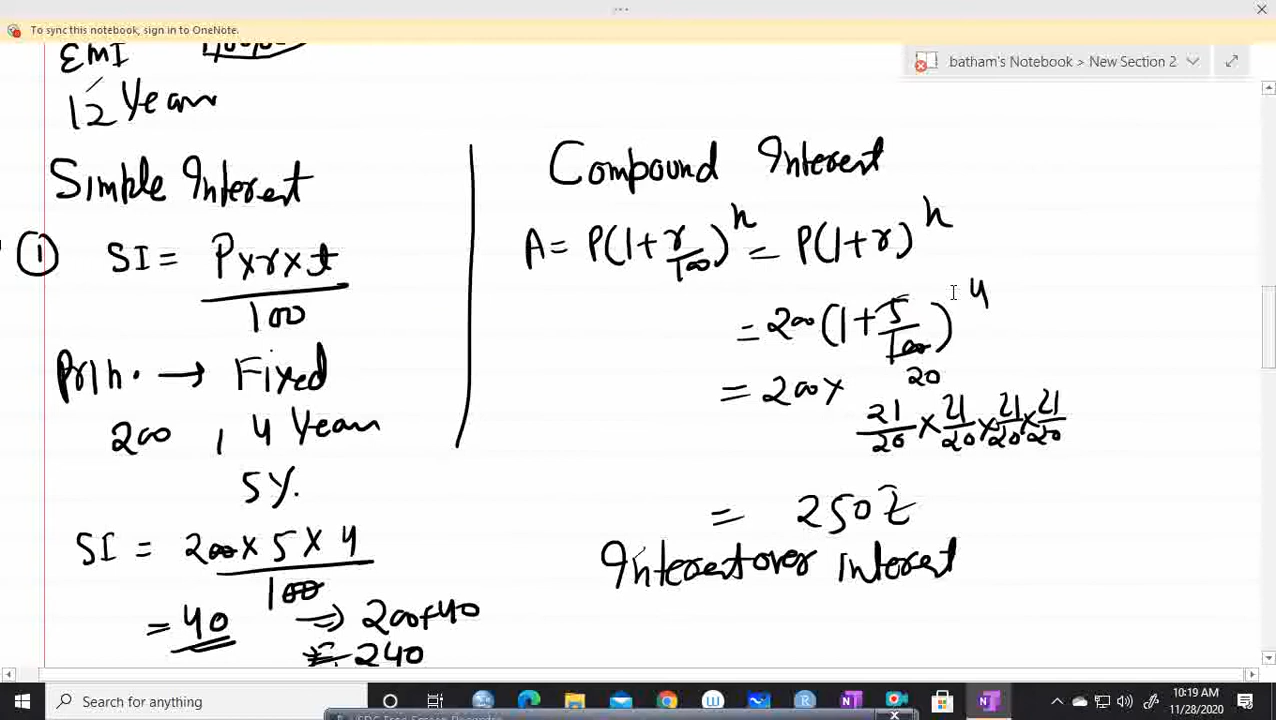 To sync this notebook, sign in to OneNote.
batham's Notebook > New Section 2
EMI
12 Years
Simple Interest
① SI = P×r×t
100
Prin. → Fixed
200 , 4 Years
5%
SI = 200×5×4
100
= 40 ⇒ 200+40
= 240
Compound Interest
A = P(1+r/100)^n = P(1+r)^n
= 200(1+5/100)^4
20
= 200×
21/20×21/20×21/20×21/20
= 250₹
Interest over interest
Search for anything
10:19 AM
11/28/2020